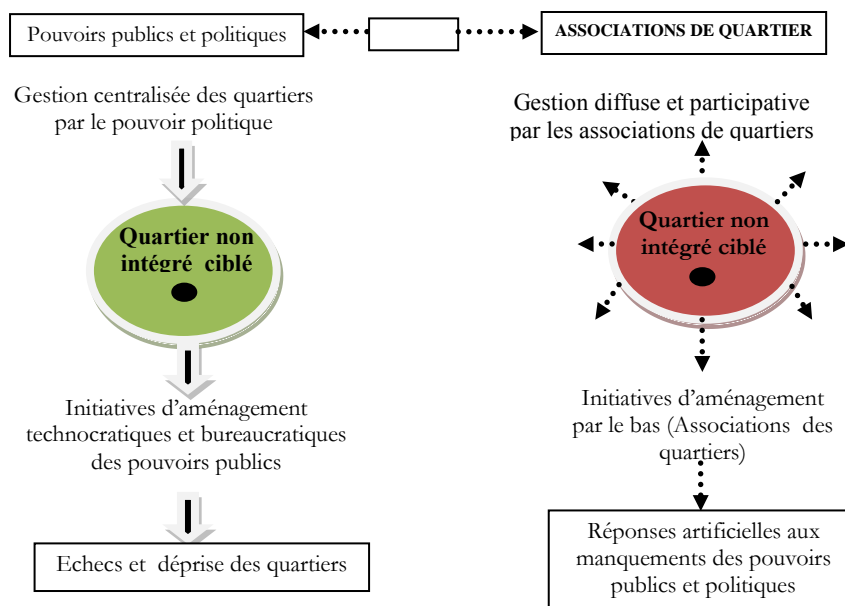 Pouvoirs publics et politiques
ASSOCIATIONS DE QUARTIER
Gestion centralisée des quartiers
par le pouvoir politique
Gestion diffuse et participative
par les associations de quartiers
Quartier non
intégré ciblé
Quartier non
intégré ciblé
Initiatives d’aménagement
technocratiques et bureaucratiques
des pouvoirs publics
Initiatives d’aménagement
par le bas (Associations des
quartiers)
Echecs et déprise des quartiers
Réponses artificielles aux
manquements des pouvoirs
publics et politiques